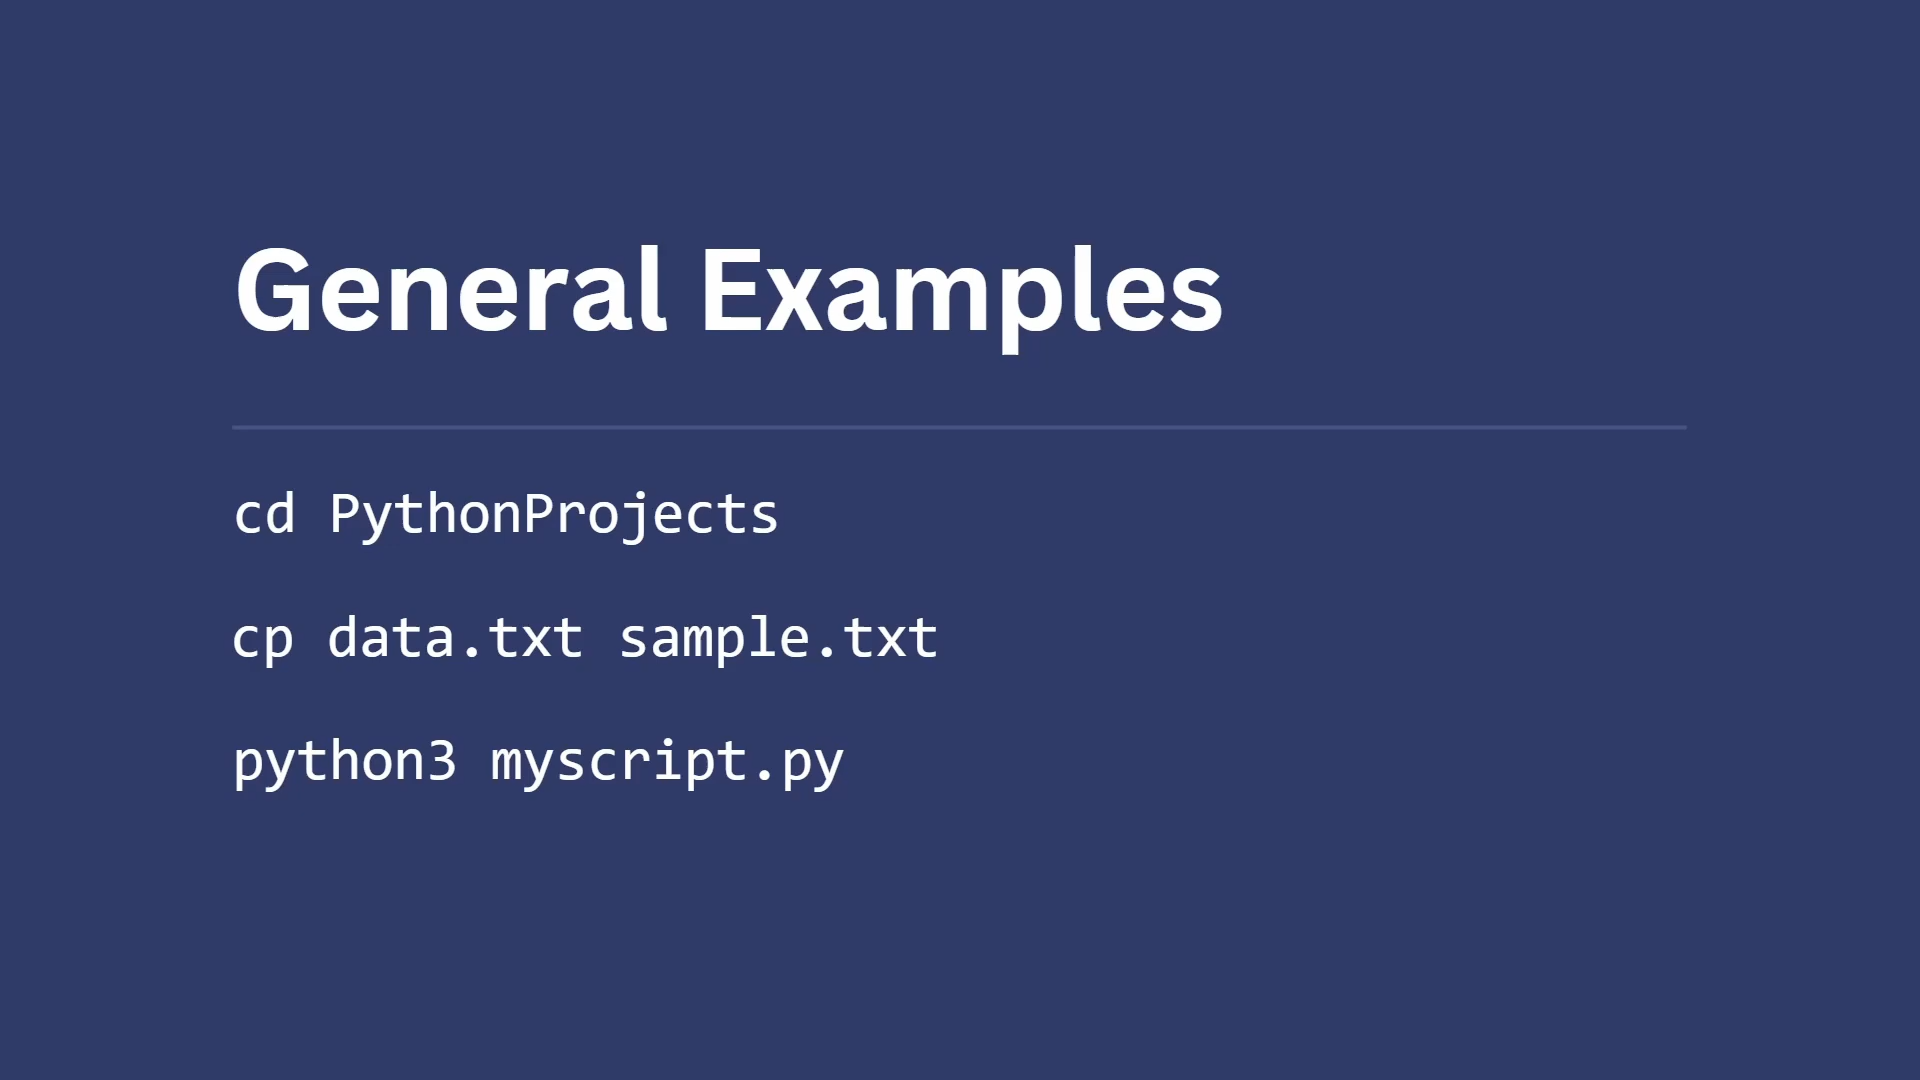 General Examples
cd PythonProjects
cp data.txt sample.txt
python3 myscript.py